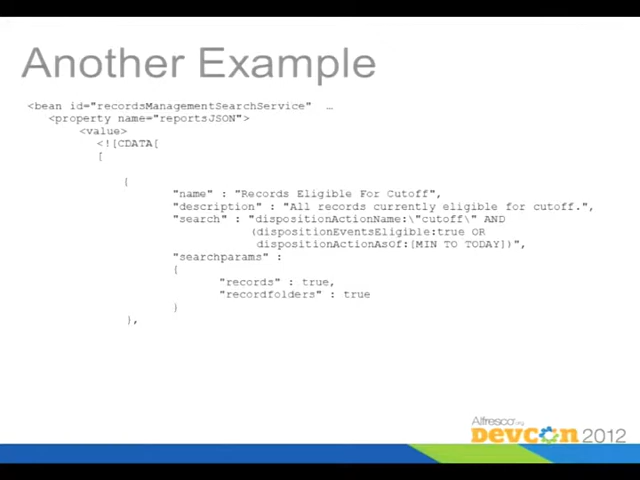 Another Example
<bean id="recordsManagementSearchService" …
<property name="reportsJSON">
<value>
<![CDATA[
[
{
"name" : "Records Eligible For Cutoff",
"description" : "All records currently eligible for cutoff.",
"search" : "dispositionActionName:\"cutoff\" AND
(dispositionEventsEligible:true OR
dispositionActionAsOf:[MIN TO TODAY])",
"searchparams" :
{
"records" : true,
"recordfolders" : true
}
},
Alfresco.org
DevCon 2012